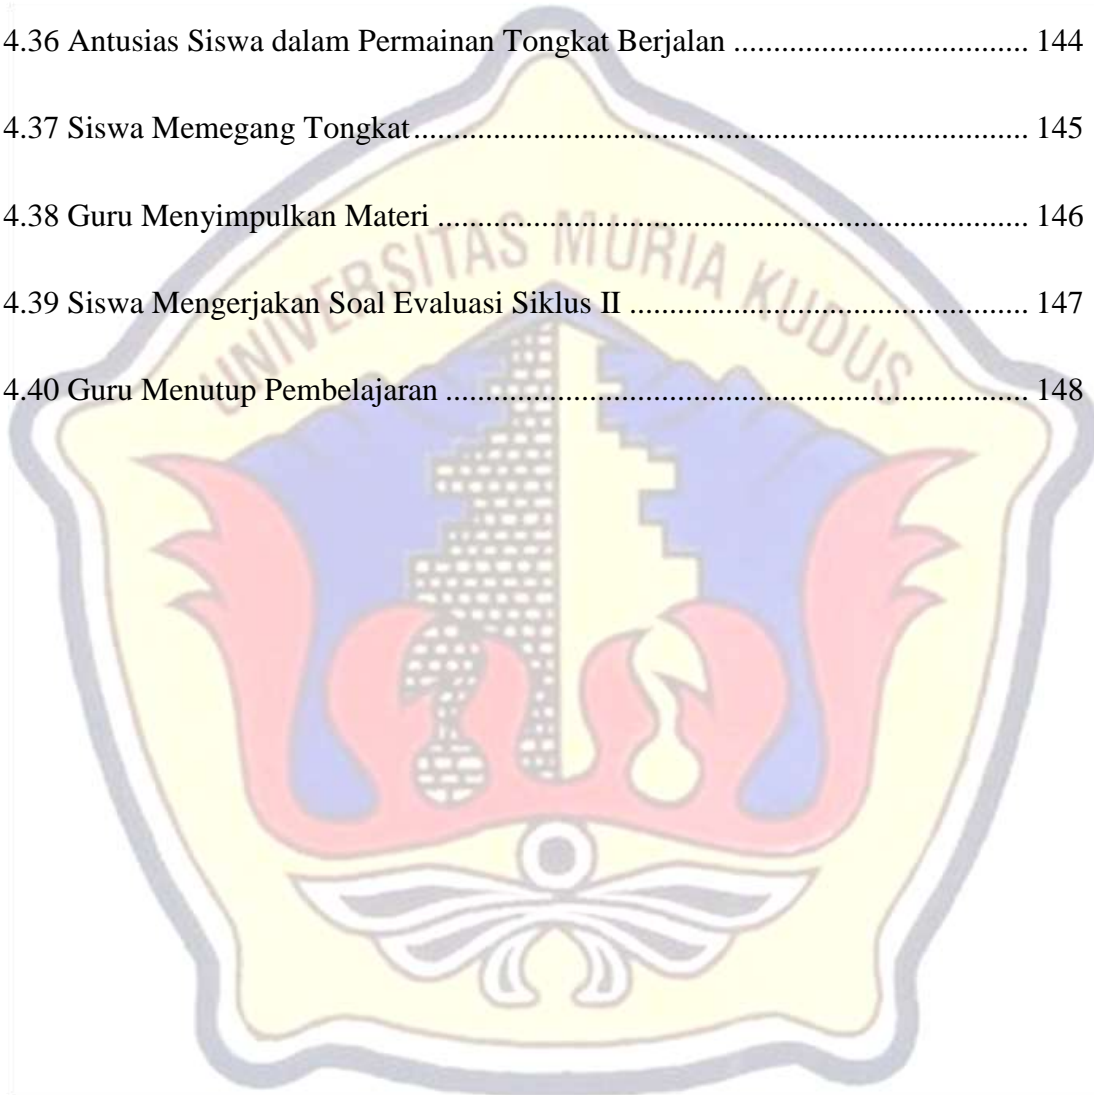 4.36 Antusias Siswa dalam Permainan Tongkat Berjalan .................................... 144
4.37 Siswa Memegang Tongkat ........................................................................... 145
4.38 Guru Menyimpulkan Materi ........................................................................ 146
UNIVERSITAS MURIA KUDUS
4.39 Siswa Mengerjakan Soal Evaluasi Siklus II ................................................. 147
4.40 Guru Menutup Pembelajaran ....................................................................... 148